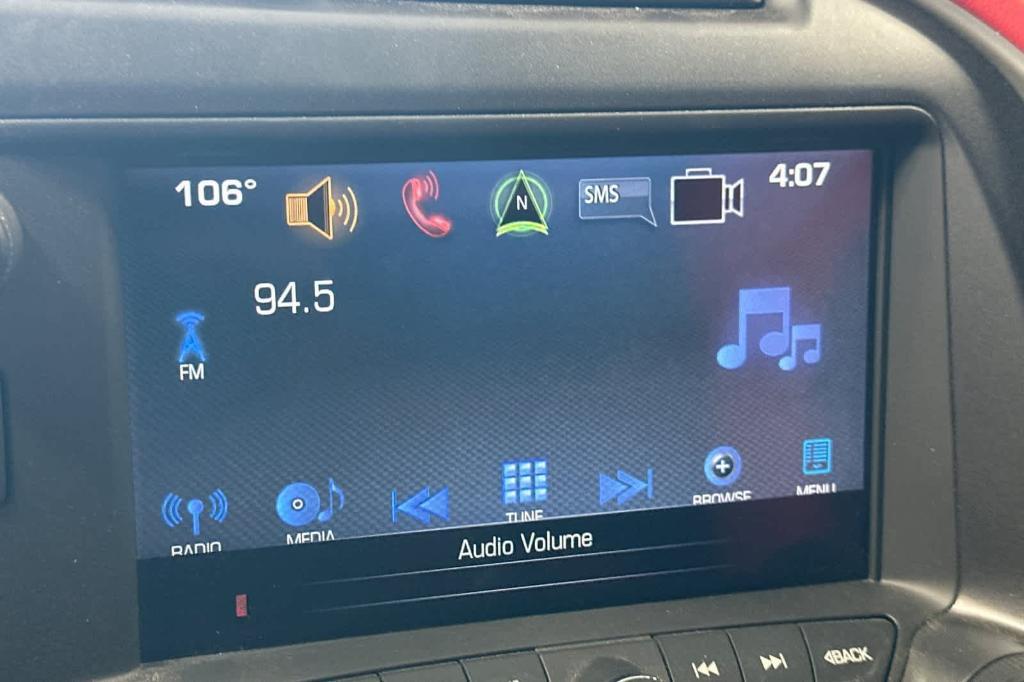 106°
SMS
4:07
N
94.5
FM
RADIO
MEDIA
TUNE
BROWSE
MENU
Audio Volume
BACK